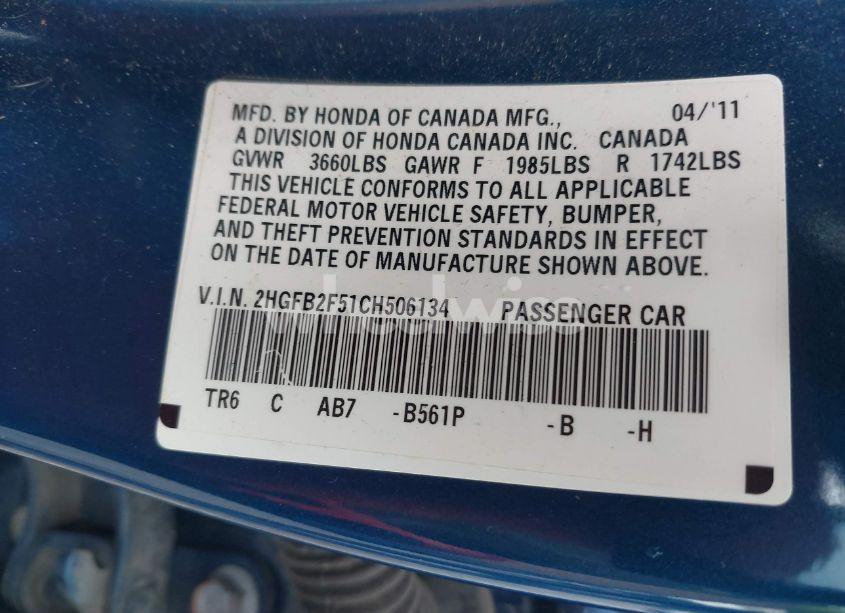 MFD. BY HONDA OF CANADA MFG., 04/'11
A DIVISION OF HONDA CANADA INC. CANADA
GVWR 3660LBS GAWR F 1985LBS R 1742LBS
THIS VEHICLE CONFORMS TO ALL APPLICABLE
FEDERAL MOTOR VEHICLE SAFETY, BUMPER,
AND THEFT PREVENTION STANDARDS IN EFFECT
ON THE DATE OF MANUFACTURE SHOWN ABOVE.
V.I.N. 2HGFB2F51CH506134 PASSENGER CAR
TR6 C AB7 -B561P -B -H